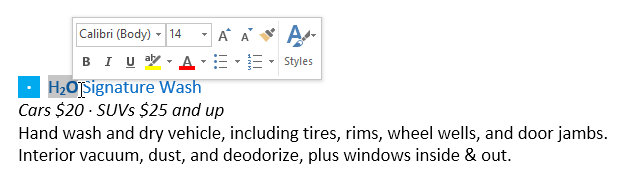 Calibri (Body) 14 A A A
B I U aby A Styles
H₂O Signature Wash
Cars $20 · SUVs $25 and up
Hand wash and dry vehicle, including tires, rims, wheel wells, and door jambs.
Interior vacuum, dust, and deodorize, plus windows inside & out.